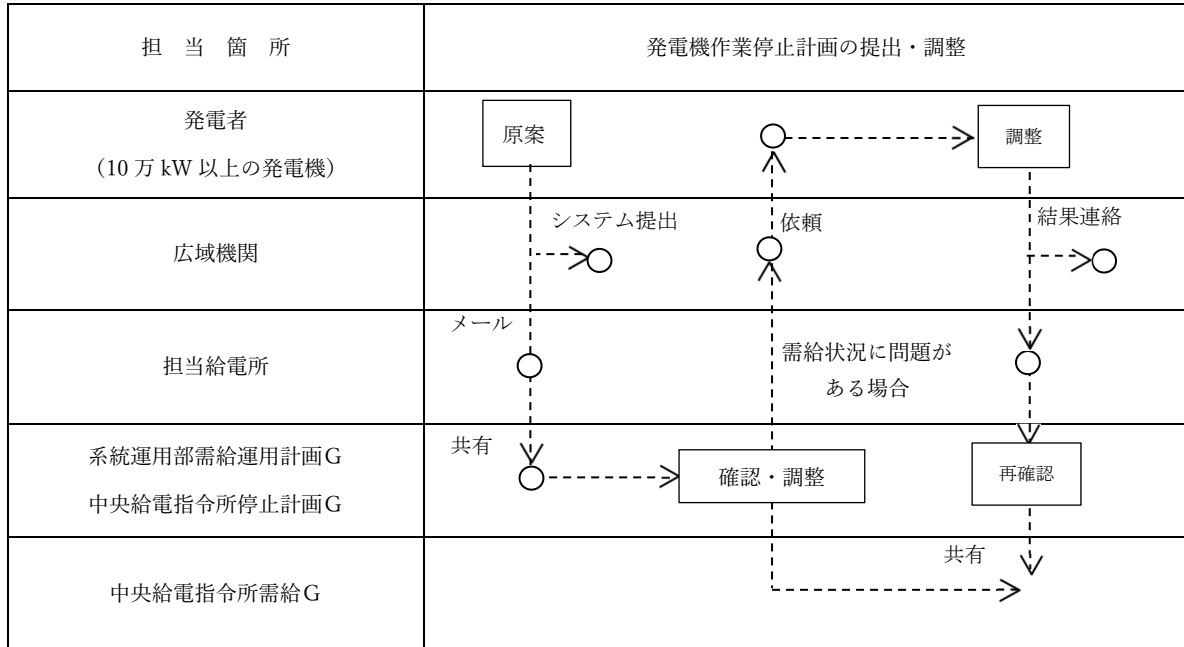 担　当　箇　所
発電機作業停止計画の提出・調整
発電者
（10 万 kW 以上の発電機）
原案
調整
広域機関
システム提出
依頼
結果連絡
担当給電所
メール
需給状況に問題が
ある場合
系統運用部需給運用計画G
中央給電指令所停止計画G
共有
確認・調整
再確認
中央給電指令所需給G
共有